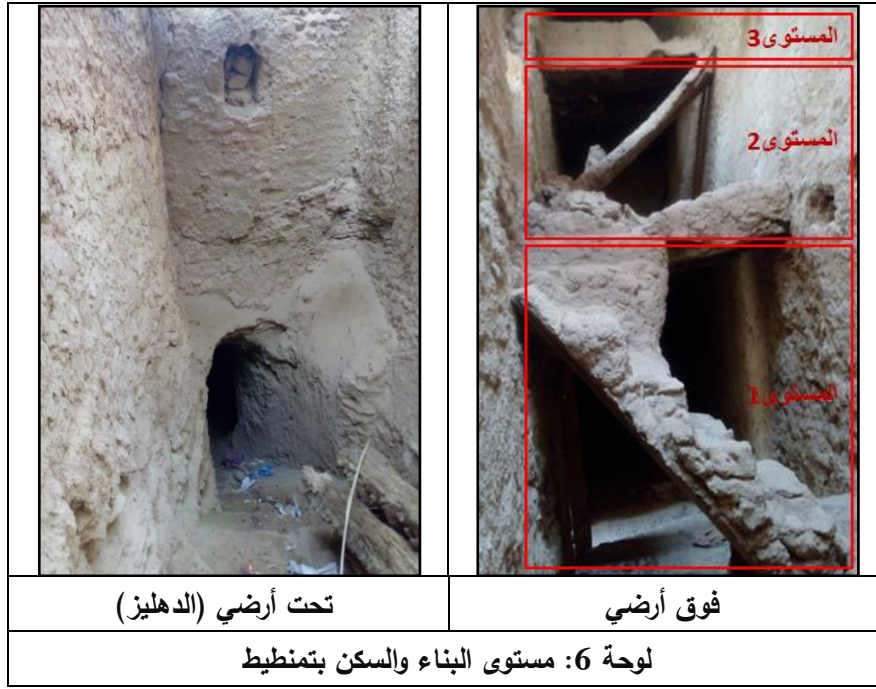 المستوى3
المستوى2
المستوى1
فوق أرضي
تحت أرضي (الدهليز)
لوحة 6: مستوى البناء والسكن بتمنطيط